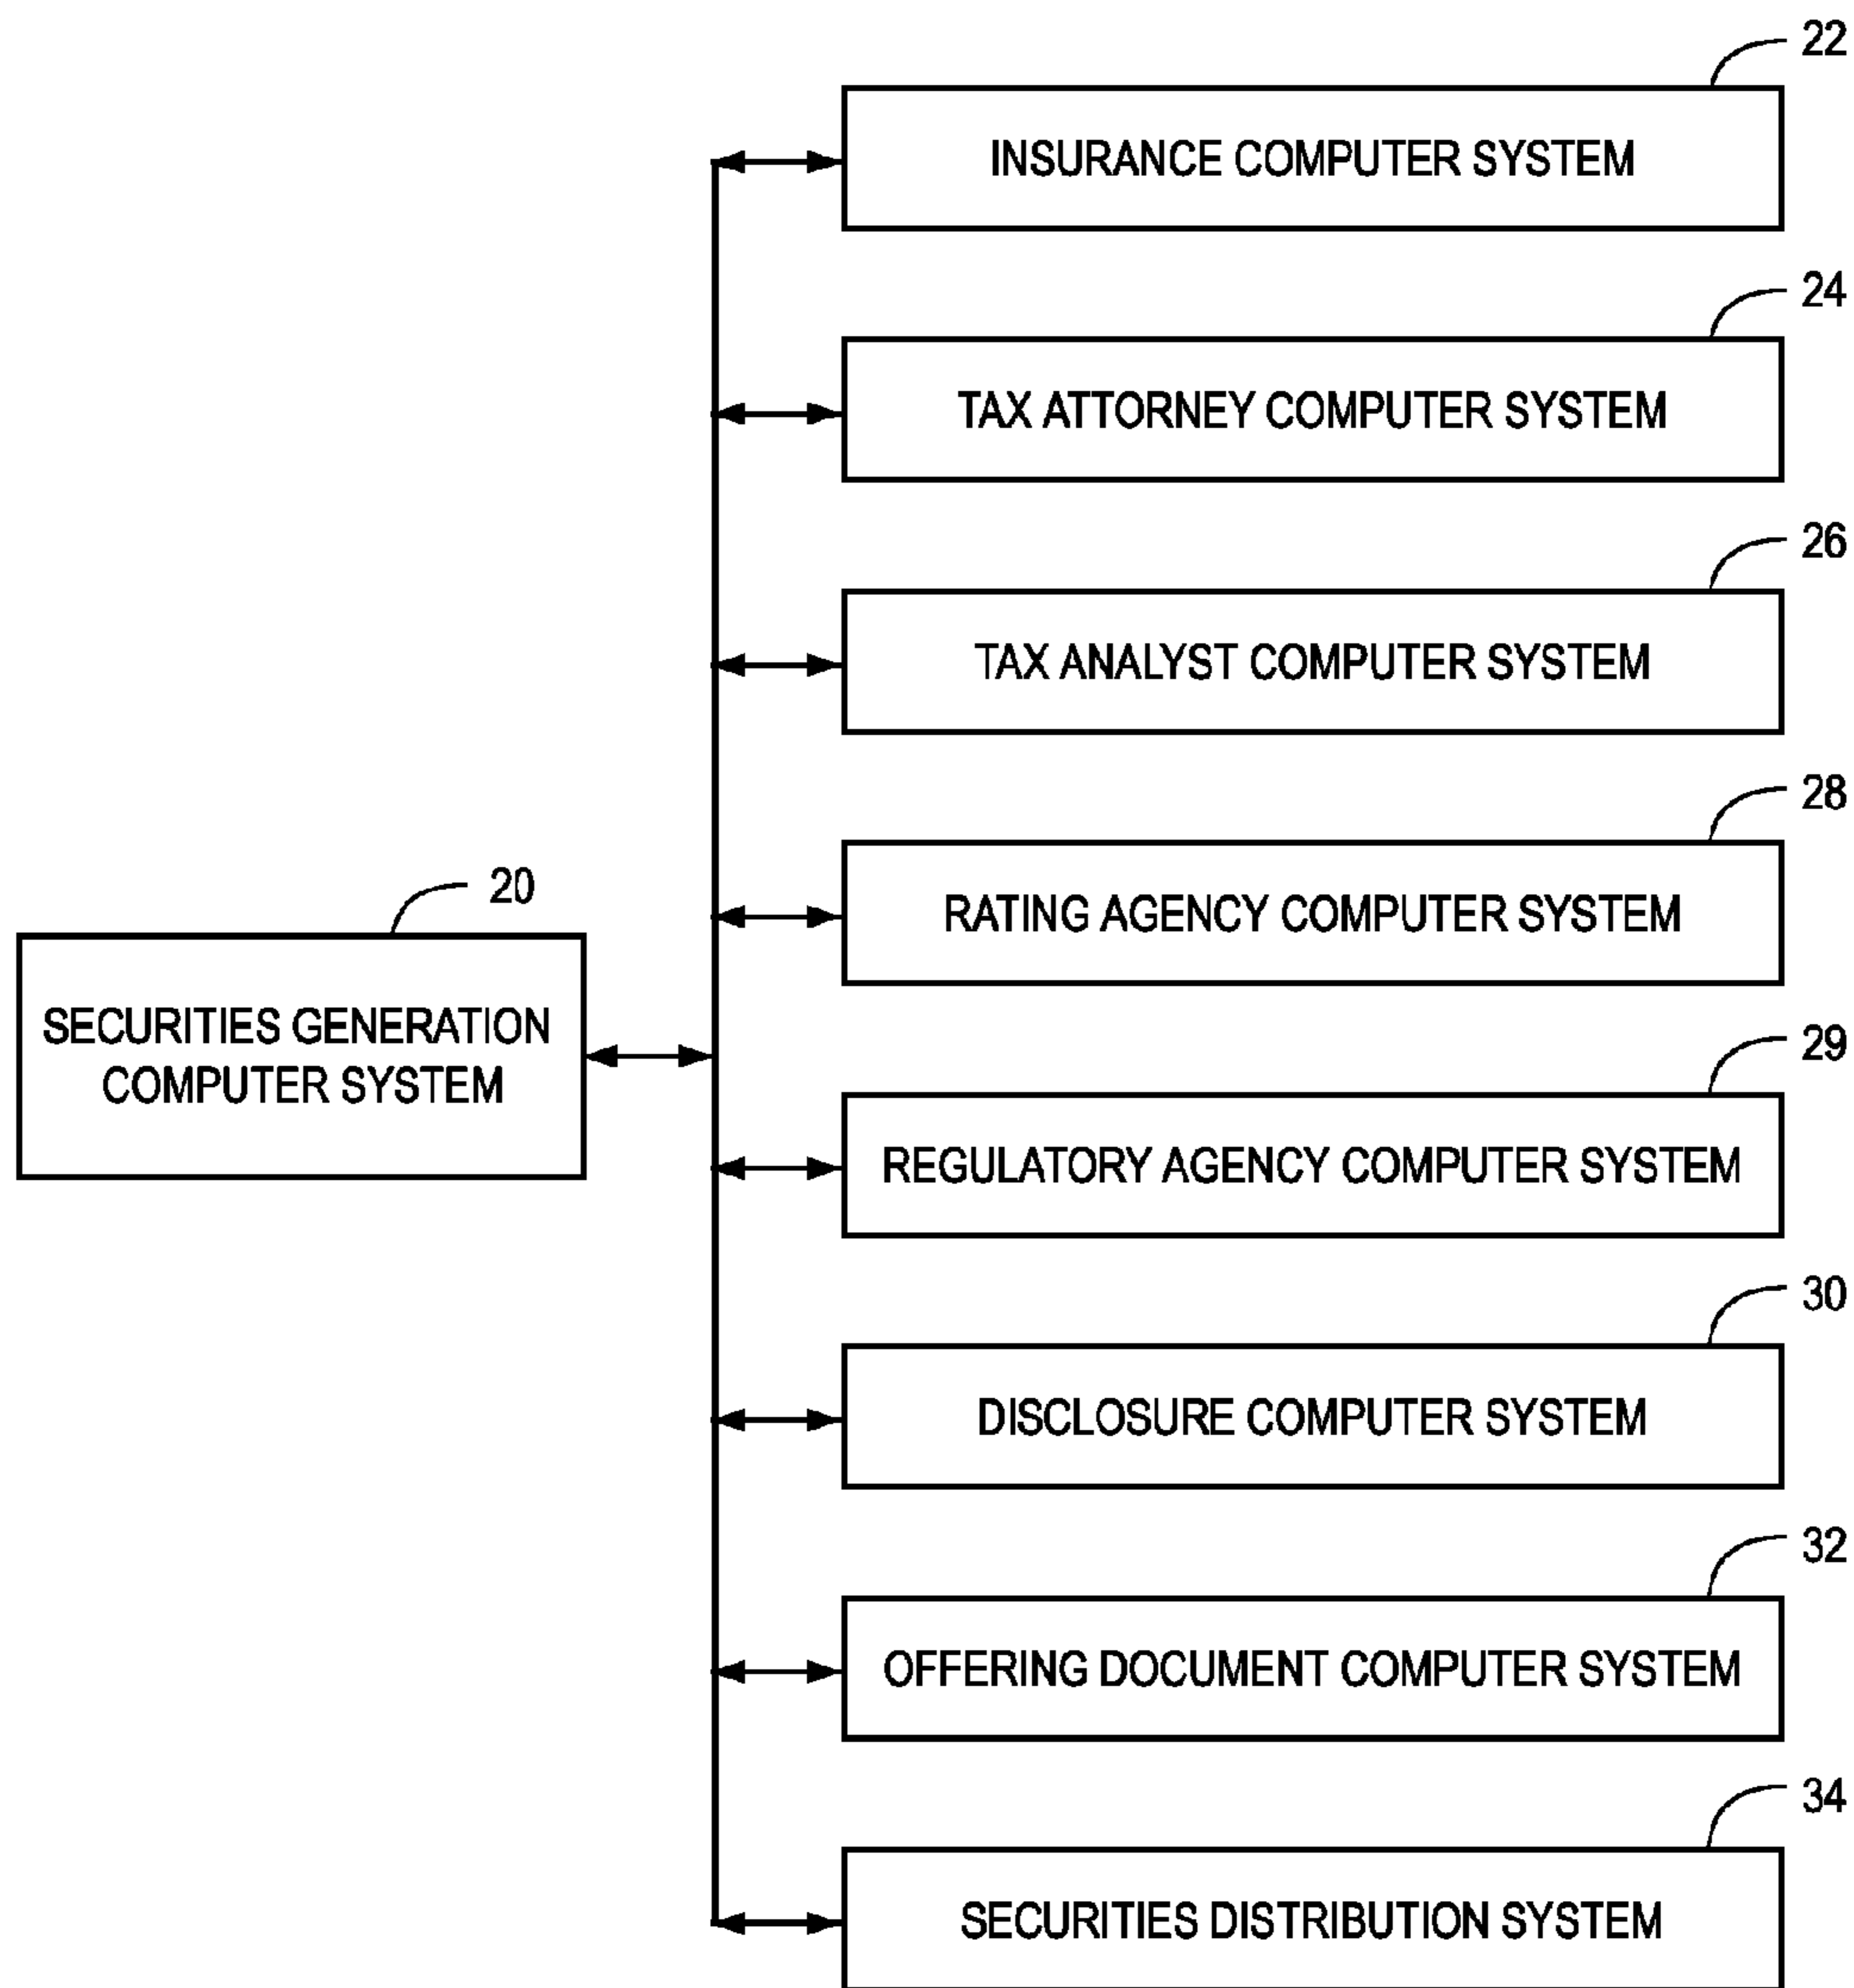 22
INSURANCE COMPUTER SYSTEM
24
TAX ATTORNEY COMPUTER SYSTEM
26
TAX ANALYST COMPUTER SYSTEM
28
RATING AGENCY COMPUTER SYSTEM
20
SECURITIES GENERATION
COMPUTER SYSTEM
29
REGULATORY AGENCY COMPUTER SYSTEM
30
DISCLOSURE COMPUTER SYSTEM
32
OFFERING DOCUMENT COMPUTER SYSTEM
34
SECURITIES DISTRIBUTION SYSTEM